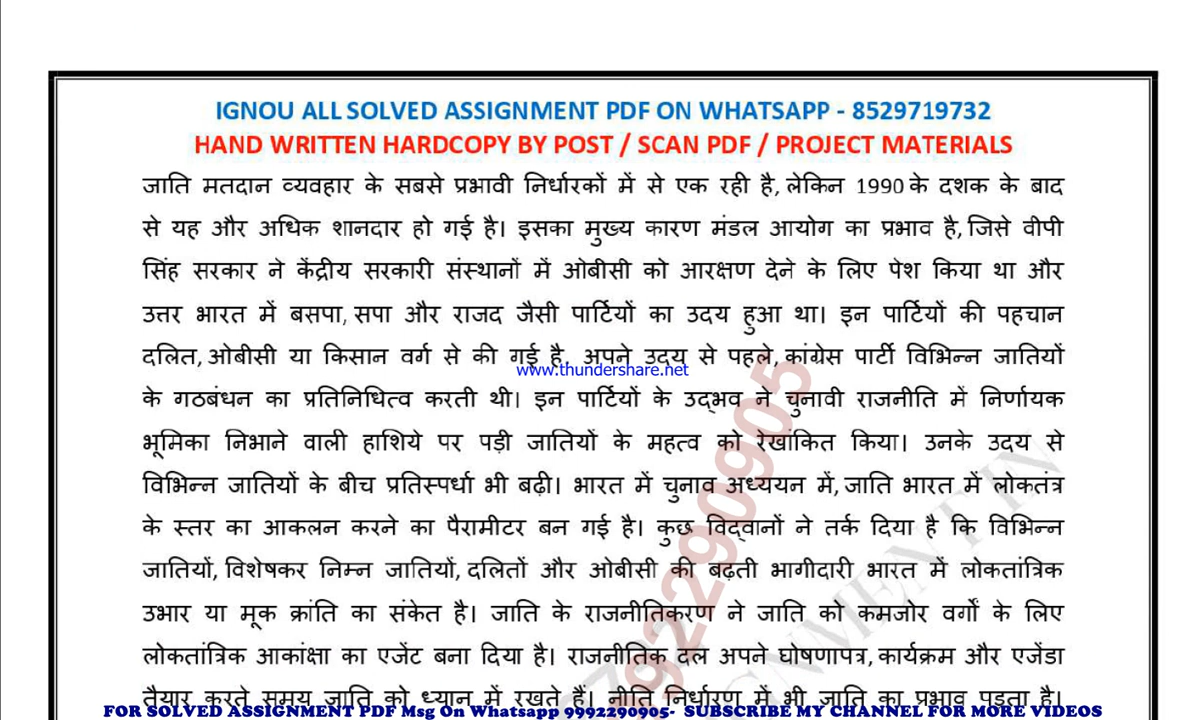 IGNOU ALL SOLVED ASSIGNMENT PDF ON WHATSAPP - 8529719732
HAND WRITTEN HARDCOPY BY POST / SCAN PDF / PROJECT MATERIALS
जाति मतदान व्यवहार के सबसे प्रभावी निर्धारकों में से एक रही है, लेकिन 1990 के दशक के बाद
से यह और अधिक शानदार हो गई है। इसका मुख्य कारण मंडल आयोग का प्रभाव है, जिसे वीपी
सिंह सरकार ने केंद्रीय सरकारी संस्थानों में ओबीसी को आरक्षण देने के लिए पेश किया था और
उत्तर भारत में बसपा, सपा और राजद जैसी पार्टियों का उदय हुआ था। इन पार्टियों की पहचान
दलित, ओबीसी या किसान वर्ग से की गई है. अपने उदय से पहले, कांग्रेस पार्टी विभिन्न जातियों
www.thundershare.net
के गठबंधन का प्रतिनिधित्व करती थी। इन पार्टियों के उद्भव ने चुनावी राजनीति में निर्णायक
भूमिका निभाने वाली हाशिये पर पड़ी जातियों के महत्व को रेखांकित किया। उनके उदय से
विभिन्न जातियों के बीच प्रतिस्पर्धा भी बढ़ी। भारत में चुनाव अध्ययन में, जाति भारत में लोकतंत्र
के स्तर का आकलन करने का पैरामीटर बन गई है। कुछ विद्वानों ने तर्क दिया है कि विभिन्न
जातियों, विशेषकर निम्न जातियों, दलितों और ओबीसी की बढ़ती भागीदारी भारत में लोकतांत्रिक
उभार या मूक क्रांति का संकेत है। जाति के राजनीतिकरण ने जाति को कमजोर वर्गों के लिए
लोकतांत्रिक आकांक्षा का एजेंट बना दिया है। राजनीतिक दल अपने घोषणापत्र, कार्यक्रम और एजेंडा
तैयार करते समय जाति को ध्यान में रखते हैं। नीति निर्धारण में भी जाति का प्रभाव पड़ता है।
FOR SOLVED ASSIGNMENT PDF Msg On Whatsapp 9992290905- SUBSCRIBE MY CHANNEL FOR MORE VIDEOS